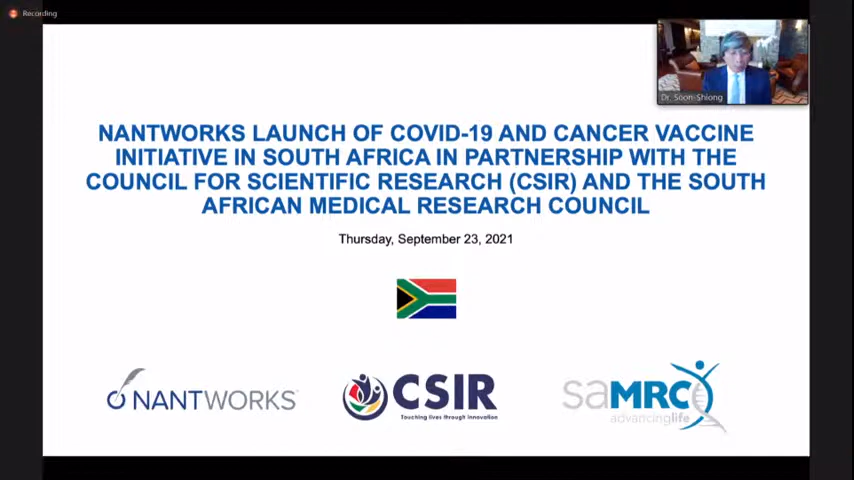 Recording
Dr. Soon-Shiong
NANTWORKS LAUNCH OF COVID-19 AND CANCER VACCINE
INITIATIVE IN SOUTH AFRICA IN PARTNERSHIP WITH THE
COUNCIL FOR SCIENTIFIC RESEARCH (CSIR) AND THE SOUTH
AFRICAN MEDICAL RESEARCH COUNCIL
Thursday, September 23, 2021
NANTWORKS
CSIR
Touching lives through innovation
saMRC
advancinglife